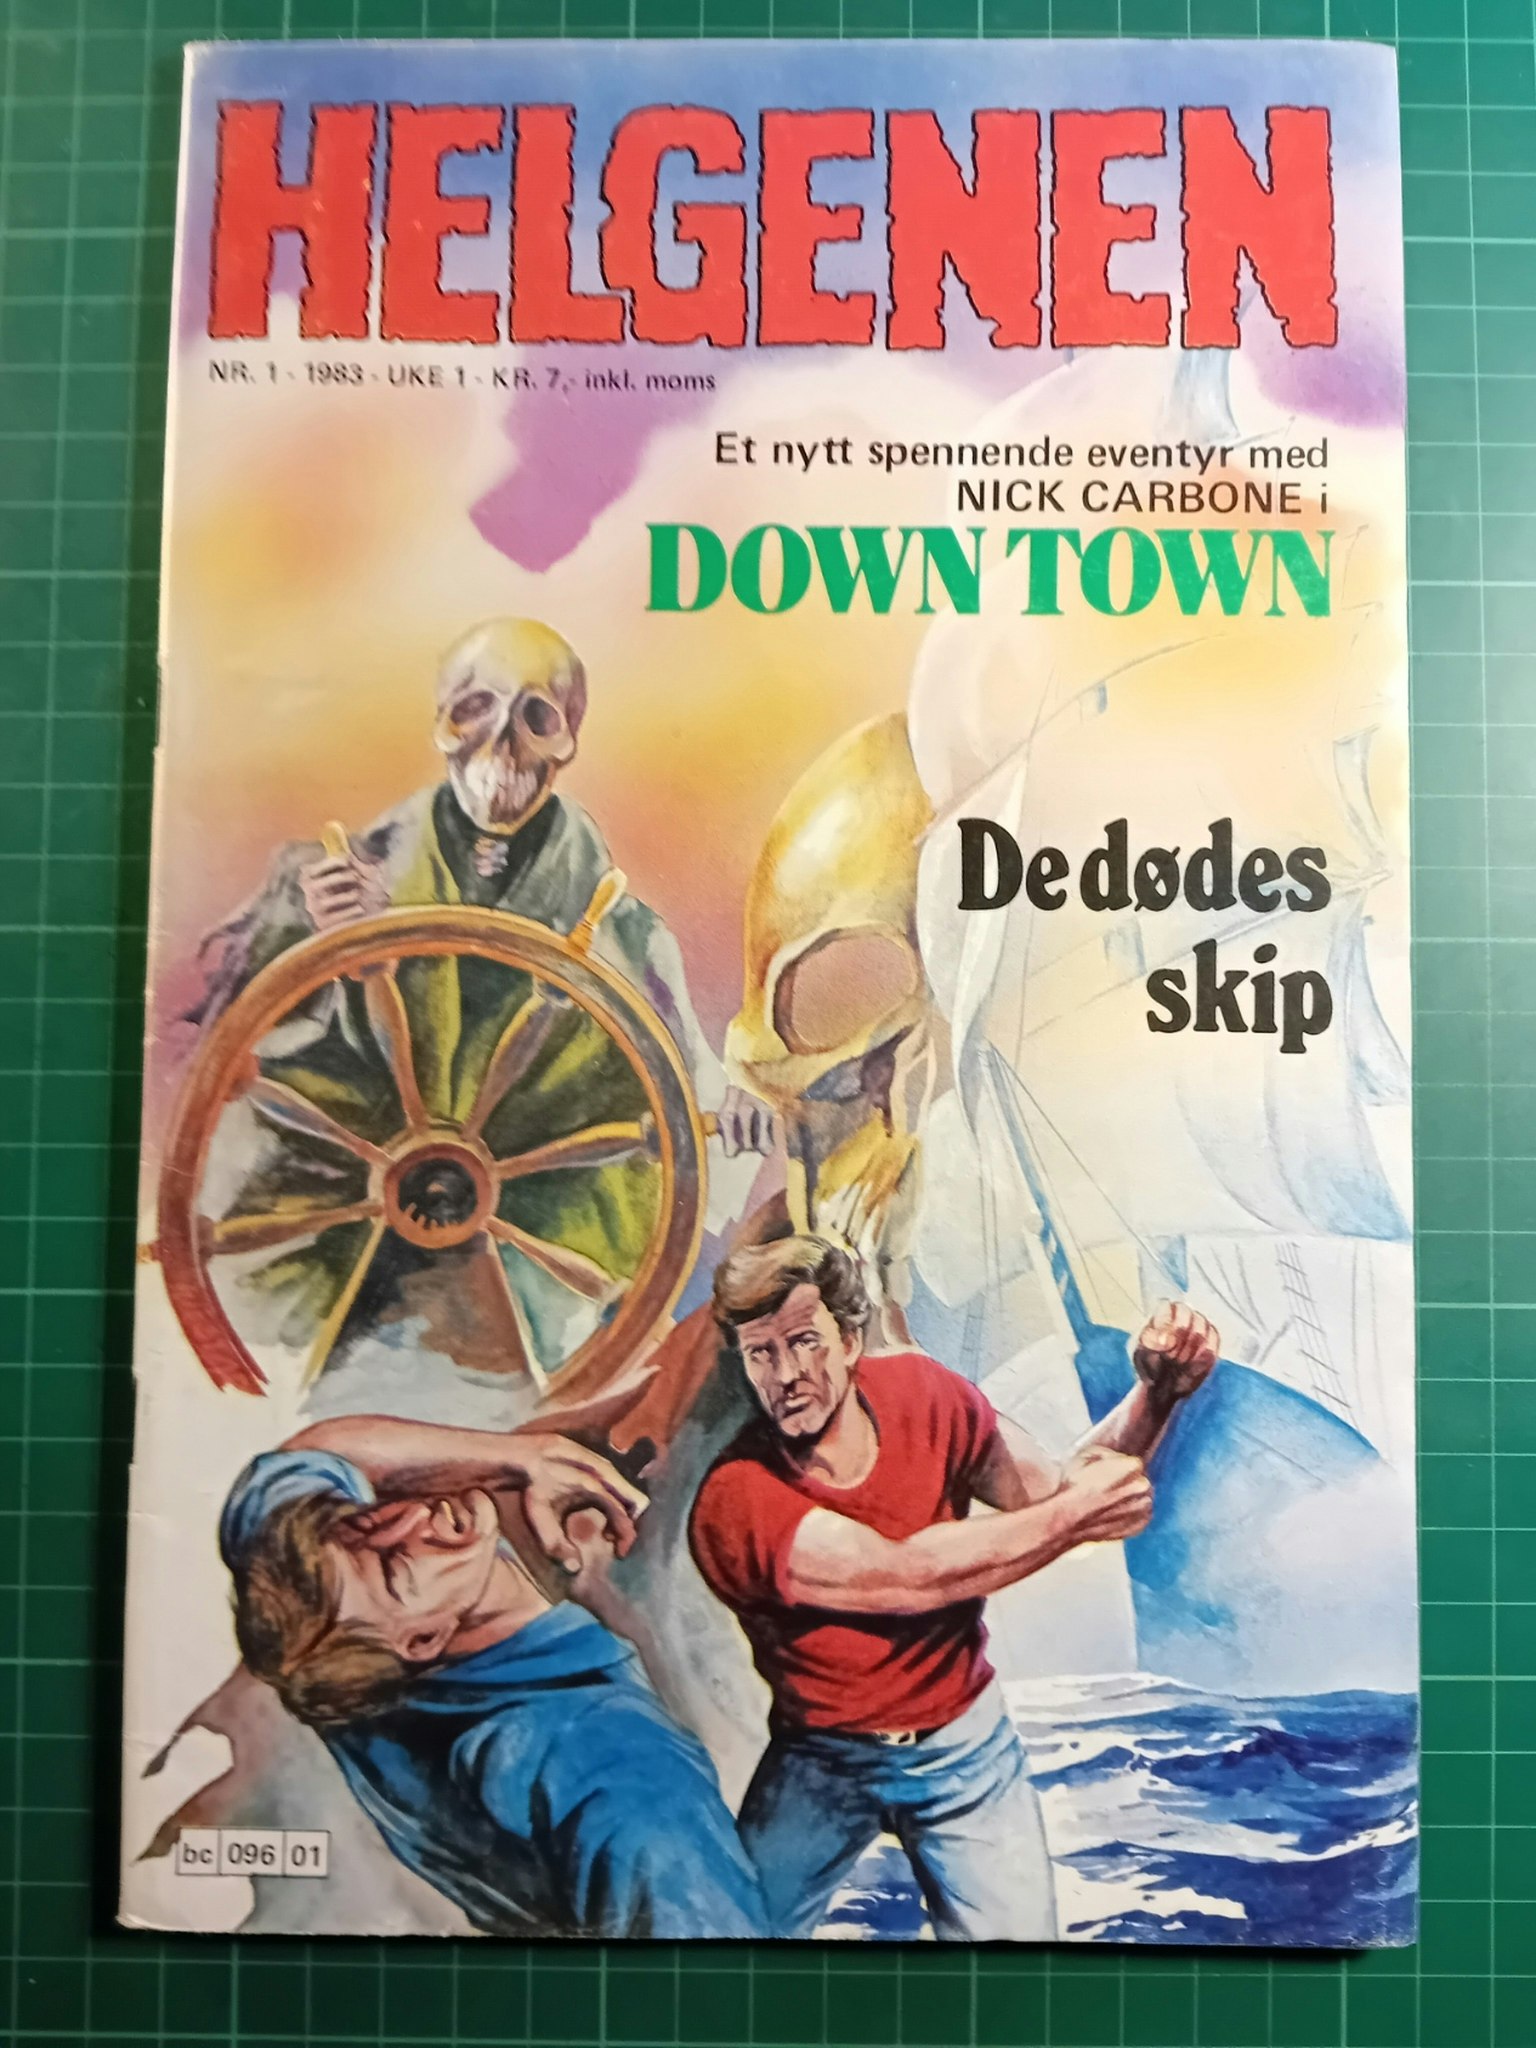 HELGENEN
NR. 1 - 1983 - UKE 1 - KR. 7,- inkl. moms
Et nytt spennende eventyr med
NICK CARBONE i
DOWN TOWN
De dødes
skip
bc 096 01